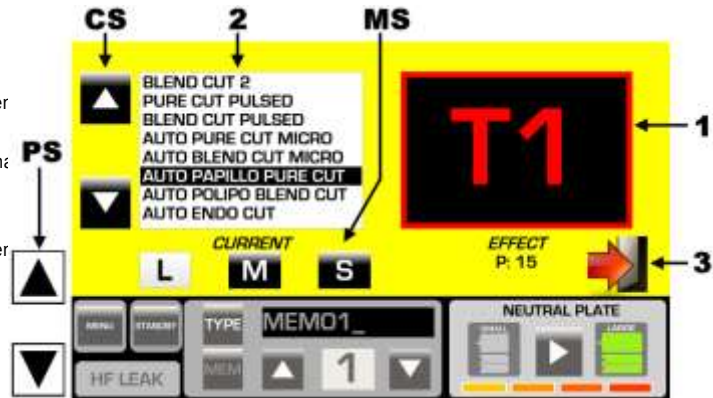 CS 2 MS
BLEND CUT 2
PURE CUT PULSED
BLEND CUT PULSED
AUTO PURE CUT MICRO
AUTO BLEND CUT MICRO
AUTO PAPILLO PURE CUT
AUTO POLIPO BLEND CUT
AUTO ENDO CUT
T1
1
PS
CURRENT
L M S
EFFECT
P: 15
3
MENU STANDBY TYPE MEMO1_
NEUTRAL PLATE
SMALL LARGE
HF LEAK MEM 1